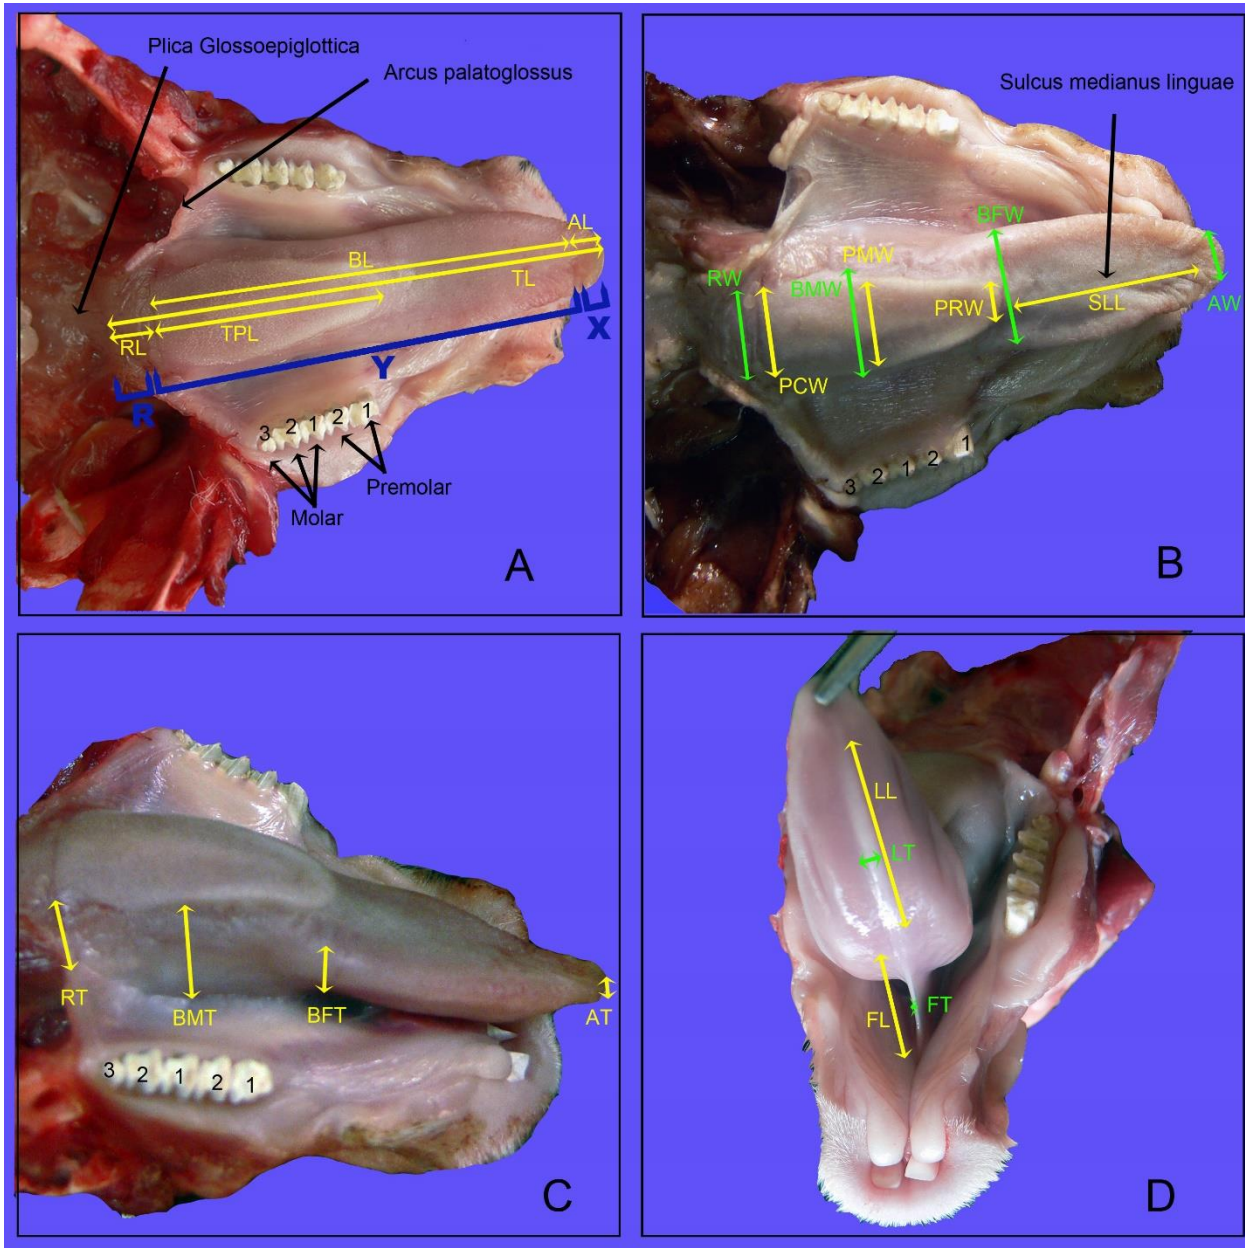 Plica Glossoepiglottica
Arcus palatoglossus
AL
BL
TL
RL
TPL
X
Y
R
3 2 1 2 1
Premolar
Molar
A
Sulcus medianus linguae
BFW
RW
PMW
BMW
PRW
SLL
AW
PCW
3 2 1 2 1
B
RT
BMT
BFT
AT
3 2 1 2 1
C
LL
LT
FT
FL
D